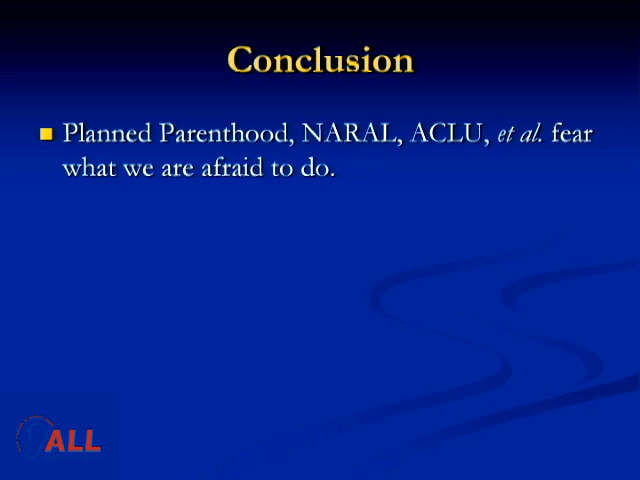 Conclusion
Planned Parenthood, NARAL, ACLU, et al. fear
what we are afraid to do.
ALL